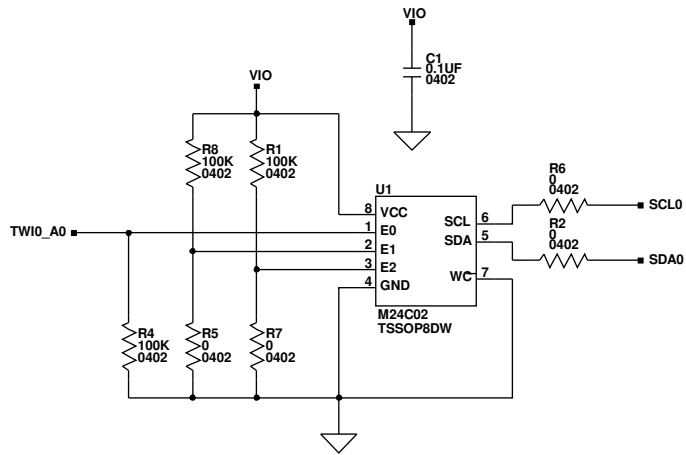 VIO
C1
0.1UF
0402
VIO
R8
100K
0402
R1
100K
0402
R6
0
0402
SCL0
R2
0
0402
SDA0
U1
TWI0_A0
8 VCC
1 E0
2 E1
3 E2
4 GND
SCL 6
SDA 5
WC 7
M24C02
TSSOP8DW
R4
100K
0402
R5
0
0402
R7
0
0402